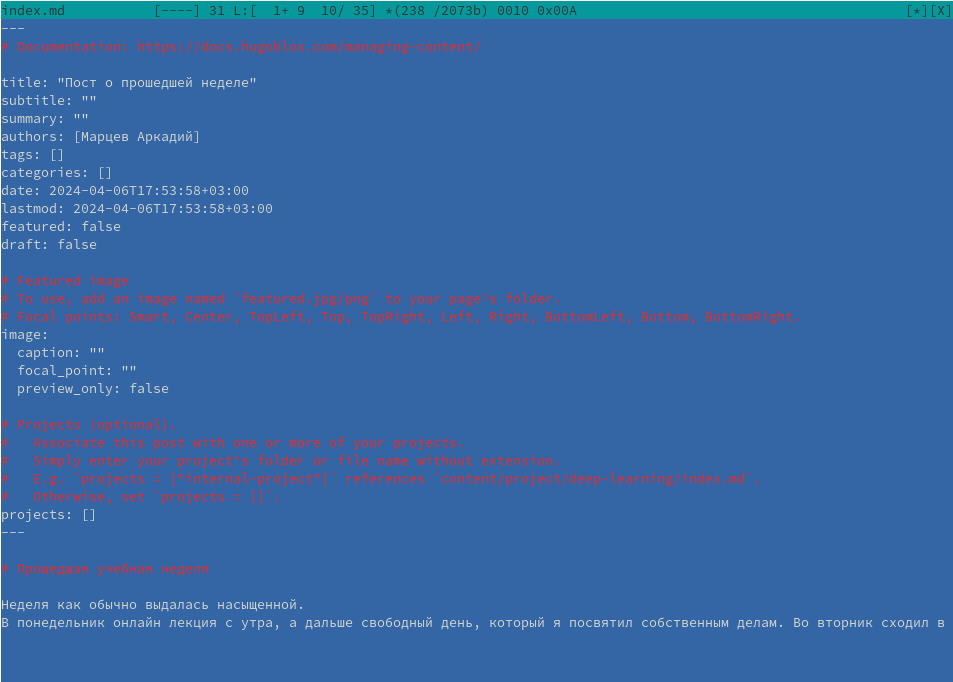 index.md [----] 31 L:[ 1+ 9 10/ 35] *(238 /2073b) 0010 0x00A [*][X]
---
# Documentation: https://docs.hugoblox.com/managing-content/
title: "Пост о прошедшей неделе"
subtitle: ""
summary: ""
authors: [Марцев Аркадий]
tags: []
categories: []
date: 2024-04-06T17:53:58+03:00
lastmod: 2024-04-06T17:53:58+03:00
featured: false
draft: false
# Featured image
# To use, add an image named `featured.jpg/png` to your page's folder.
# Focal points: Smart, Center, TopLeft, Top, TopRight, Left, Right, BottomLeft, Bottom, BottomRight.
image:
  caption: ""
  focal_point: ""
  preview_only: false
# Projects (optional).
#   Associate this post with one or more of your projects.
#   Simply enter your project's folder or file name without extension.
#   E.g. `projects = ["internal-project"]` references `content/project/deep-learning/index.md`.
#   Otherwise, set `projects = []`.
projects: []
---
# Прошедшая учебная неделя
Неделя как обычно выдалась насыщенной.
В понедельник онлайн лекция с утра, а дальше свободный день, который я посвятил собственным делам. Во вторник сходил в